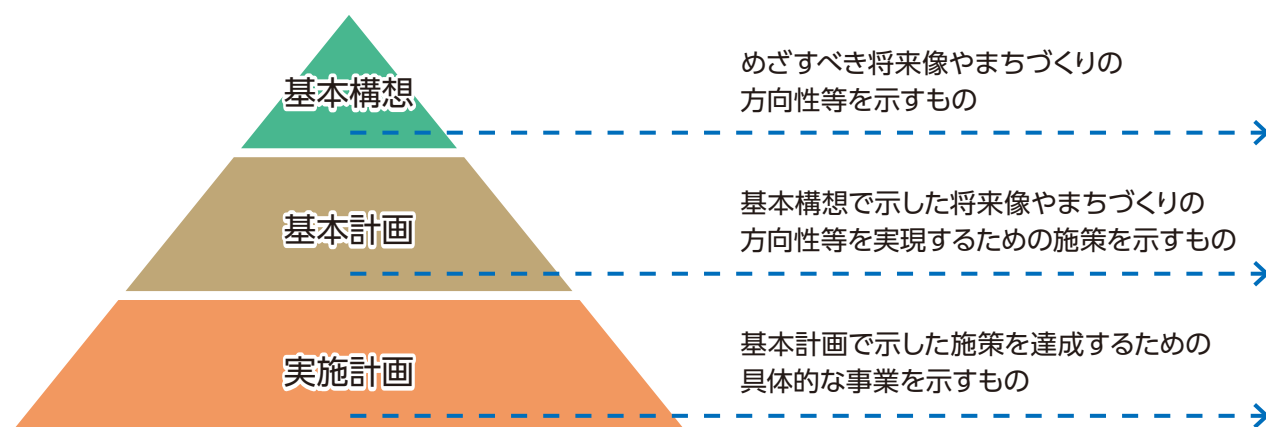 基本構想
めざすべき将来像やまちづくりの
方向性等を示すもの
基本計画
基本構想で示した将来像やまちづくりの
方向性等を実現するための施策を示すもの
実施計画
基本計画で示した施策を達成するための
具体的な事業を示すもの